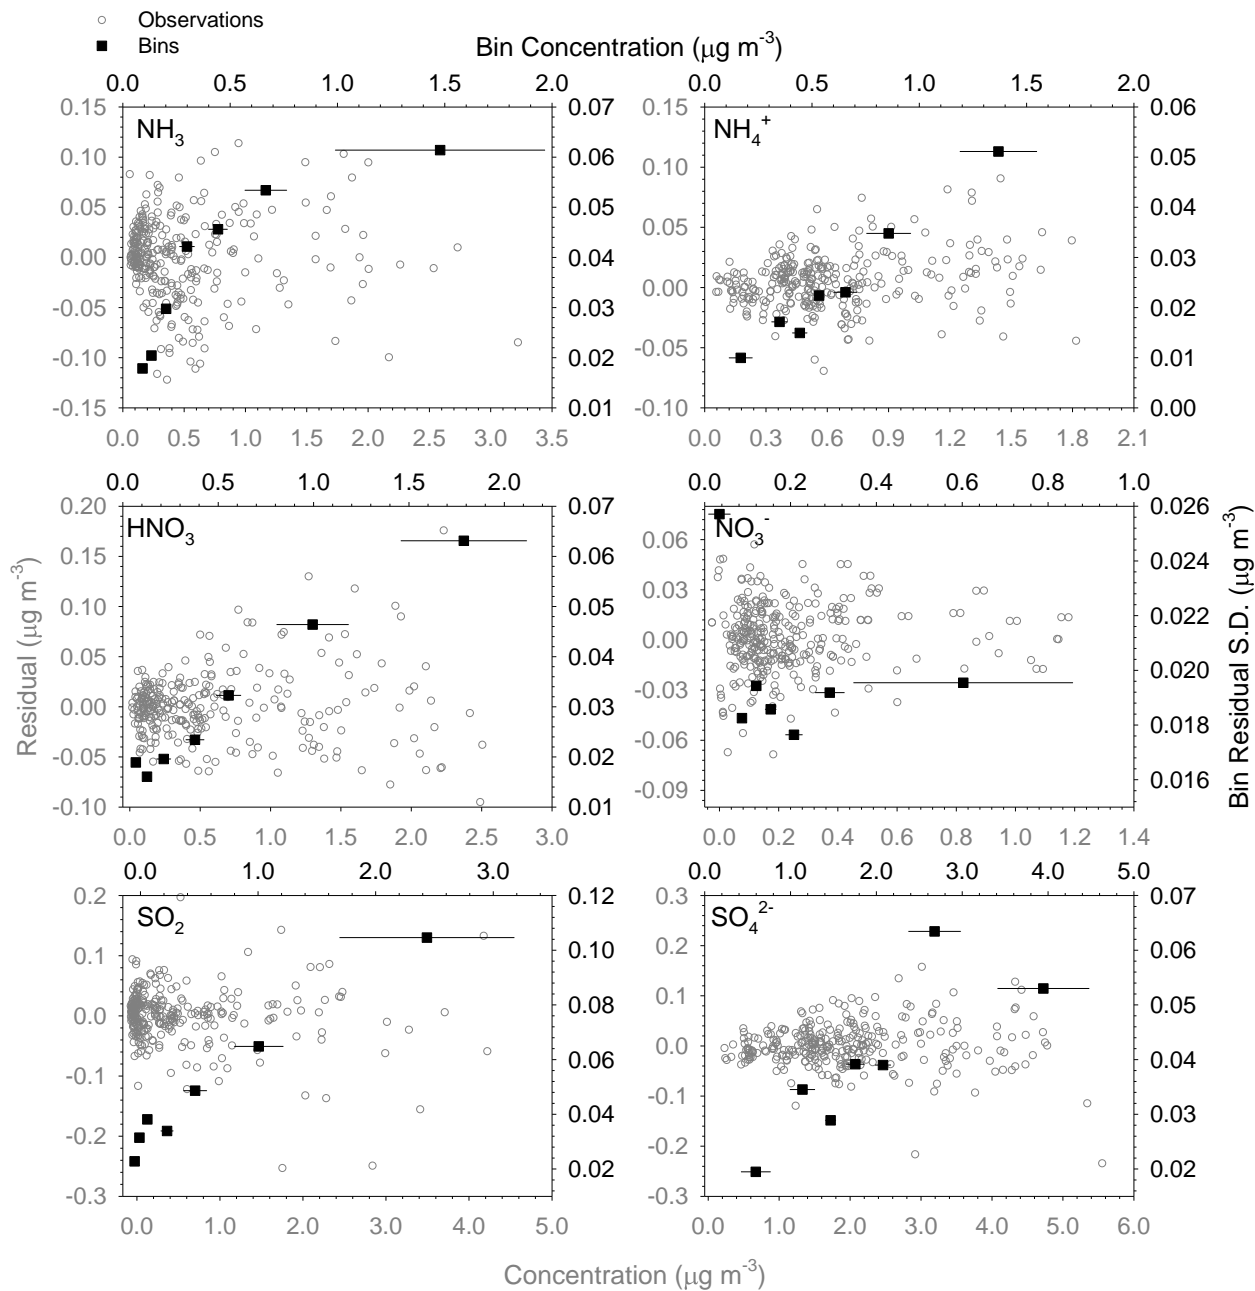 Observations
Bins
Bin Concentration (μg m-3)
0.0 0.5 1.0 1.5 2.0
0.0 0.5 1.0 1.5 2.0
0.15 0.07 0.15 0.06
NH3 NH4+
0.10 0.06 0.10 0.05
0.05 0.05 0.05 0.04
0.00 0.04 0.00 0.03
-0.05 0.03 0.02
-0.10 0.02 -0.05 0.01
-0.15 0.01 -0.10 0.00
0.0 0.5 1.0 1.5 2.0 2.5 3.0 3.5
0.0 0.3 0.6 0.9 1.2 1.5 1.8 2.1
0.0 0.5 1.0 1.5 2.0
0.0 0.2 0.4 0.6 0.8 1.0
0.20 0.07 0.026
HNO3 NO3-
0.15 0.06 0.06 0.024
0.10 0.05 0.03 0.022
0.05 0.04 0.00
0.00 0.03 -0.03 0.020
-0.05 0.02 -0.06 0.018
-0.10 0.01 -0.09 0.016
Residual (μg m-3)
Bin Residual S.D. (μg m-3)
0.0 0.5 1.0 1.5 2.0 2.5 3.0
0.0 0.2 0.4 0.6 0.8 1.0 1.2 1.4
0.0 1.0 2.0 3.0
0.0 1.0 2.0 3.0 4.0 5.0
0.2 0.12 0.3 0.07
SO2 SO42-
0.1 0.10 0.2 0.06
0.0 0.08 0.1 0.05
-0.1 0.06 0.0 0.04
-0.2 0.04 -0.1 0.03
-0.3 0.02 -0.2 0.02
-0.3
0.0 1.0 2.0 3.0 4.0 5.0
0.0 1.0 2.0 3.0 4.0 5.0 6.0
Concentration (μg m-3)